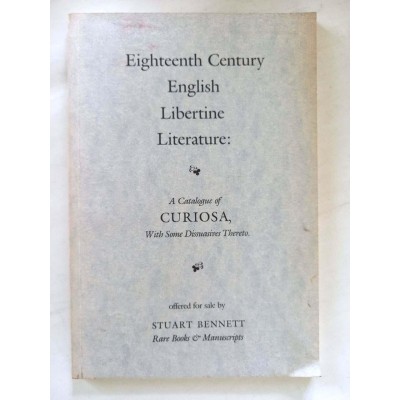 Eighteenth Century
English
Libertine
Literature:
A Catalogue of
CURIOSA,
With Some Dissuasives Thereto.
offered for sale by
STUART BENNETT
Rare Books & Manuscripts